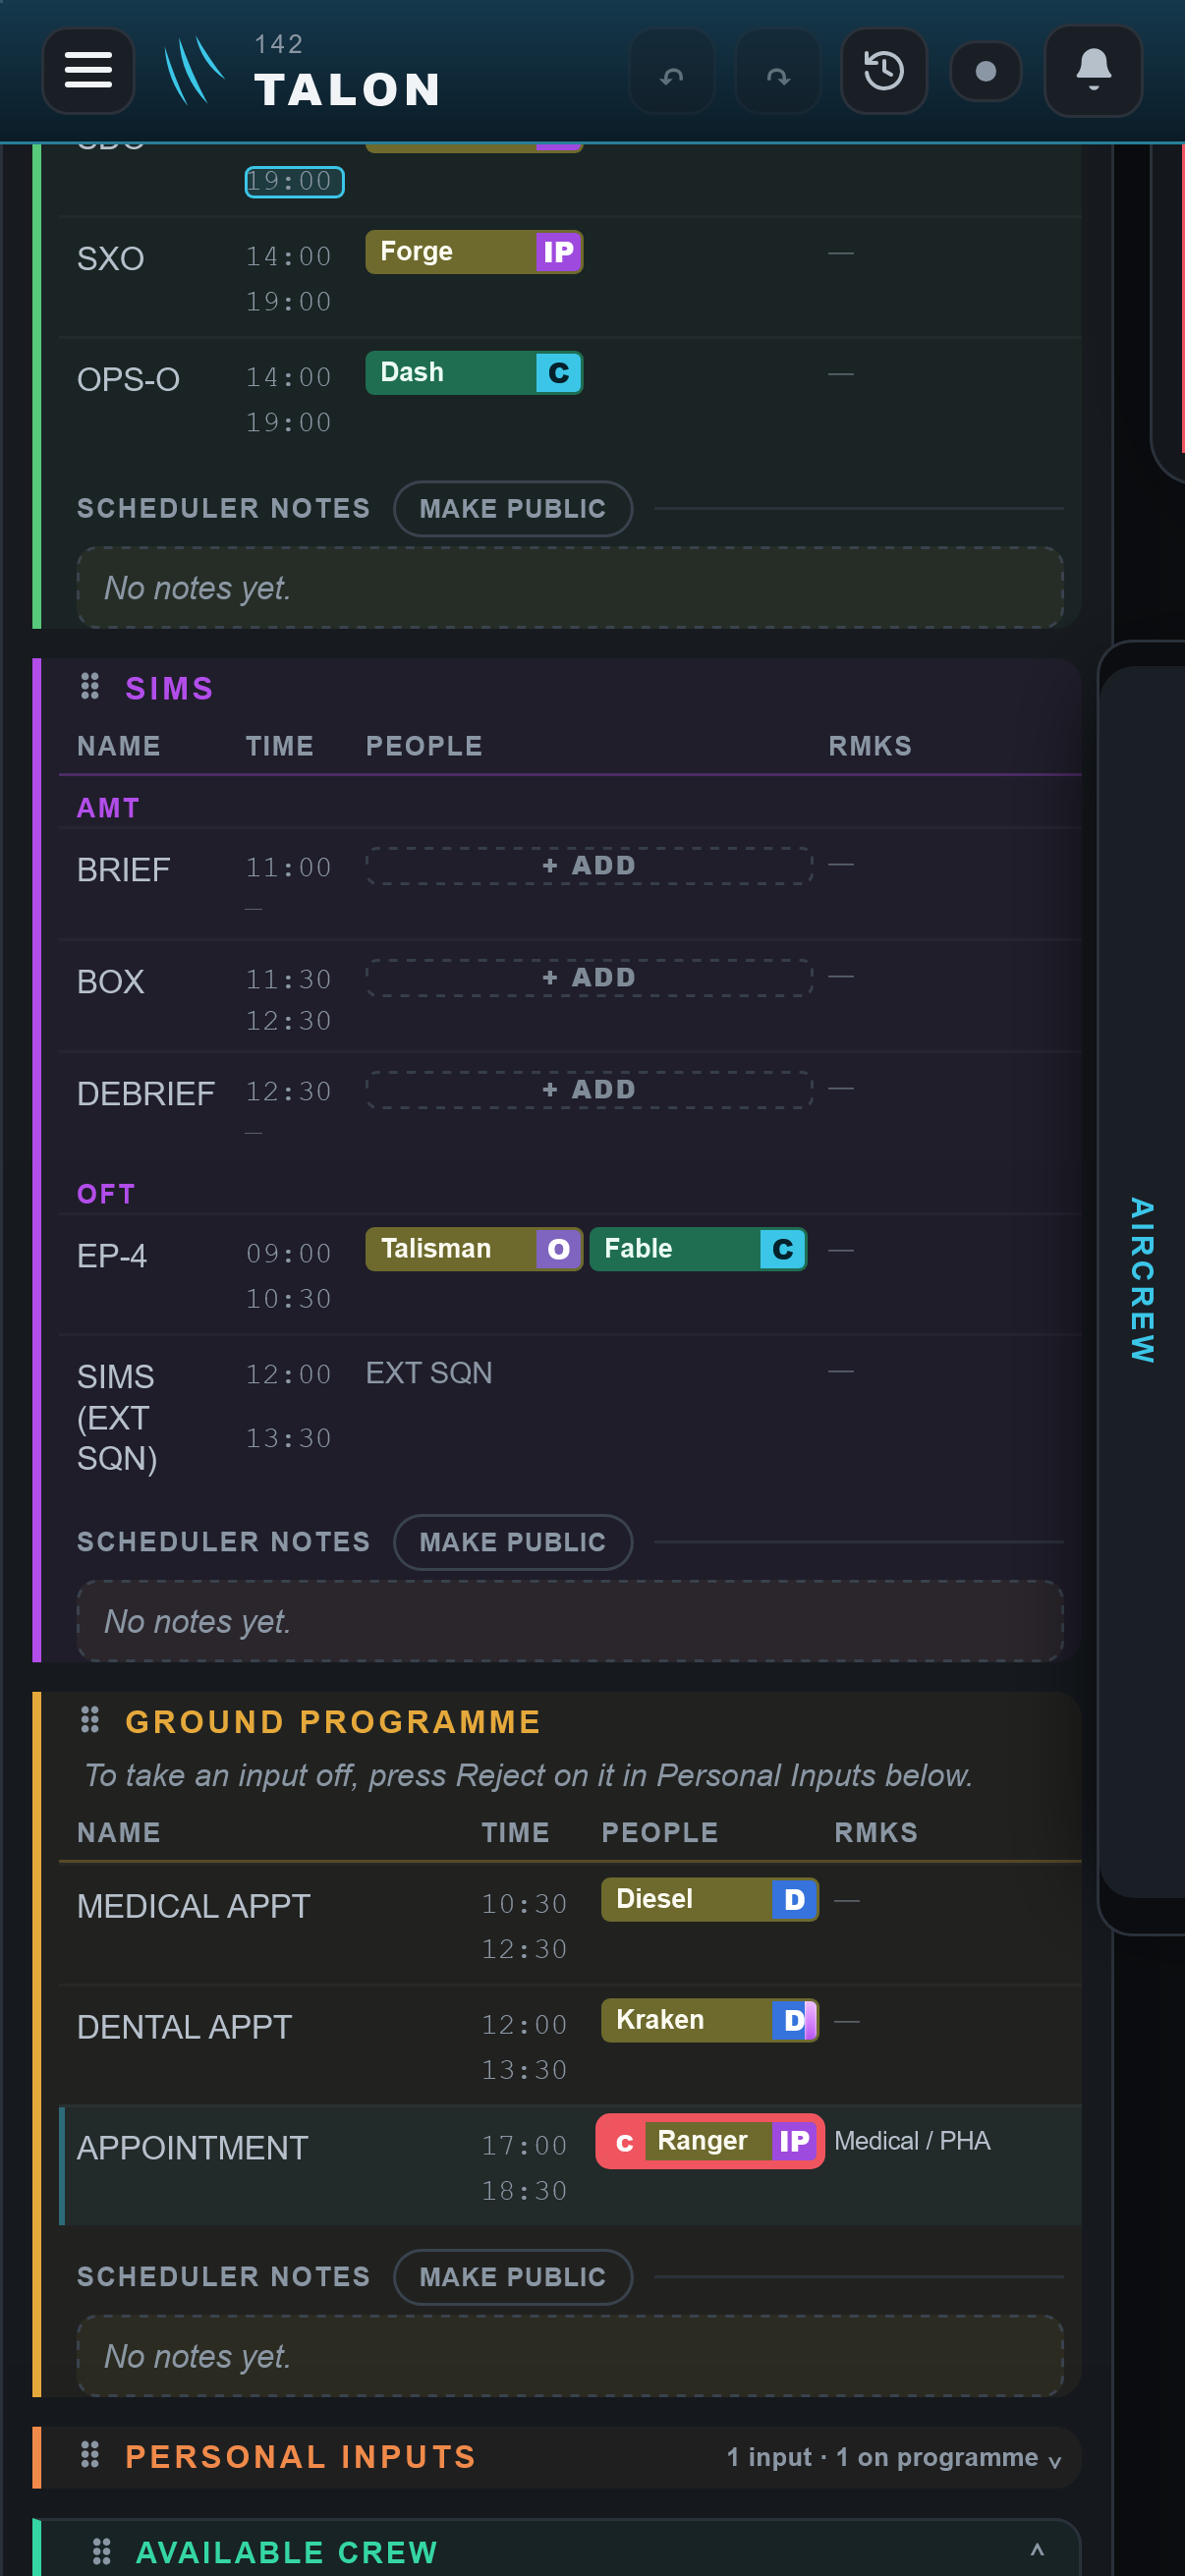 142
TALON
19:00
SXO 14:00 Forge IP —
19:00
OPS-O 14:00 Dash C —
19:00
SCHEDULER NOTES MAKE PUBLIC
No notes yet.
SIMS
NAME TIME PEOPLE RMKS
AMT
BRIEF 11:00 + ADD —
—
BOX 11:30 + ADD —
12:30
DEBRIEF 12:30 + ADD —
—
OFT
EP-4 09:00 Talisman O Fable C —
10:30
SIMS 12:00 EXT SQN —
(EXT
13:30
SQN)
SCHEDULER NOTES MAKE PUBLIC
No notes yet.
AIRCREW
GROUND PROGRAMME
To take an input off, press Reject on it in Personal Inputs below.
NAME TIME PEOPLE RMKS
MEDICAL APPT 10:30 Diesel D —
12:30
DENTAL APPT 12:00 Kraken D —
13:30
APPOINTMENT 17:00 C Ranger IP Medical / PHA
18:30
SCHEDULER NOTES MAKE PUBLIC
No notes yet.
PERSONAL INPUTS 1 input · 1 on programme
AVAILABLE CREW